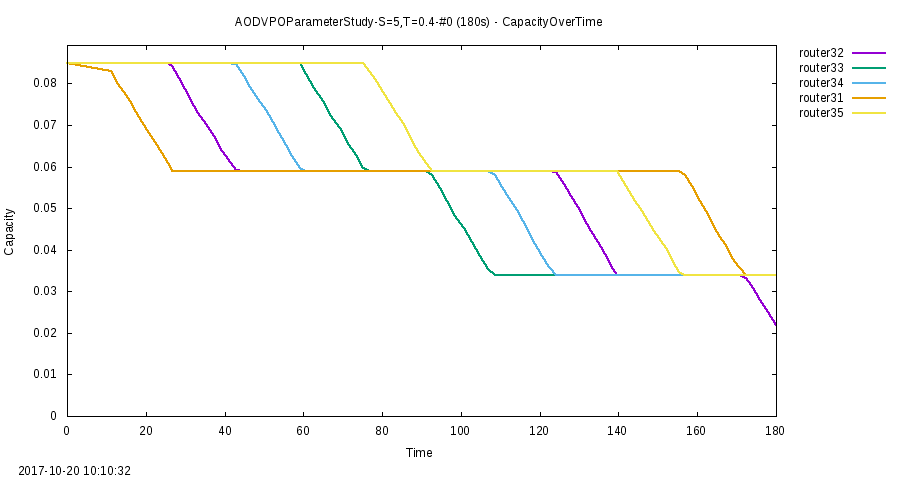 AODVPOParameterStudy-S=5,T=0.4-#0 (180s) - CapacityOverTime
router32
router33
router34
router31
router35
0.08
0.07
0.06
0.05
0.04
0.03
0.02
0.01
0
Capacity
0 20 40 60 80 100 120 140 160 180
Time
2017-10-20 10:10:32